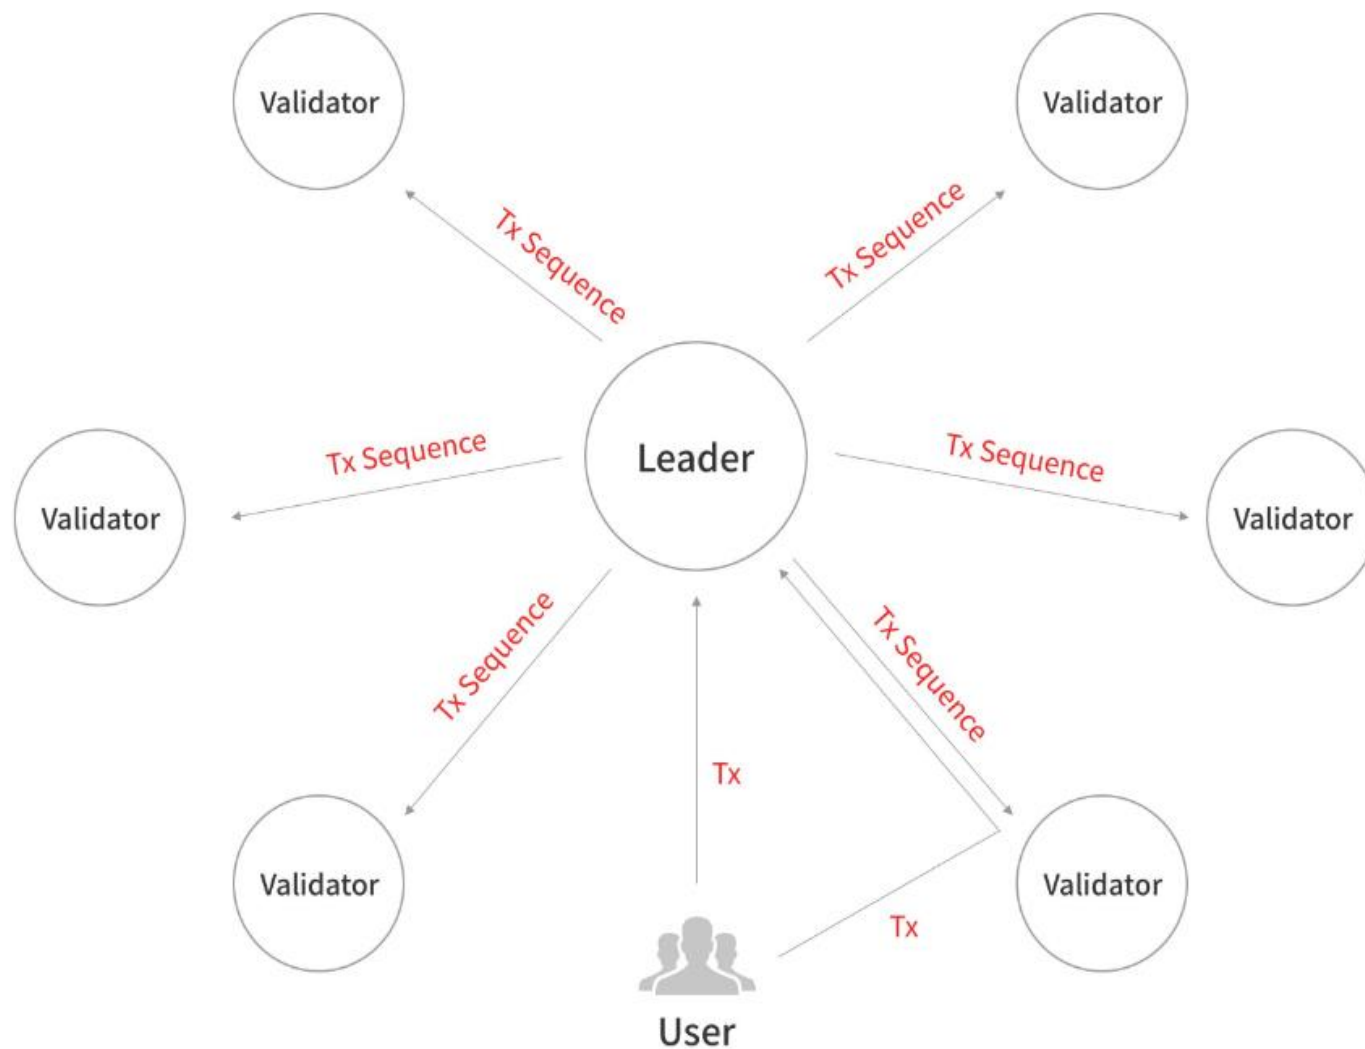 Validator
Validator
Tx Sequence
Tx Sequence
Leader
Tx Sequence
Tx Sequence
Validator
Validator
Tx Sequence
Tx Sequence
Tx
Validator
Validator
Tx
User